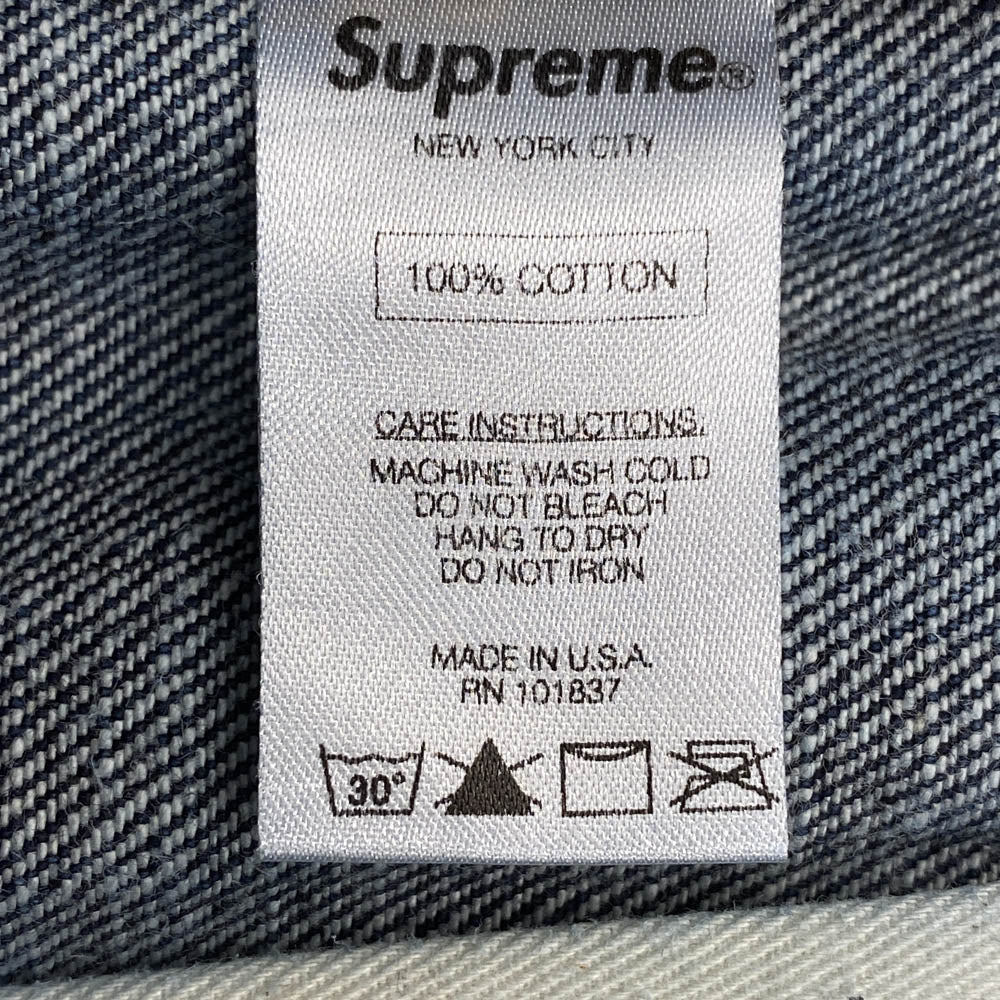 Supreme®
NEW YORK CITY
100% COTTON
CARE INSTRUCTIONS.
MACHINE WASH COLD
DO NOT BLEACH
HANG TO DRY
DO NOT IRON
MADE IN U.S.A.
RN 101837
30°